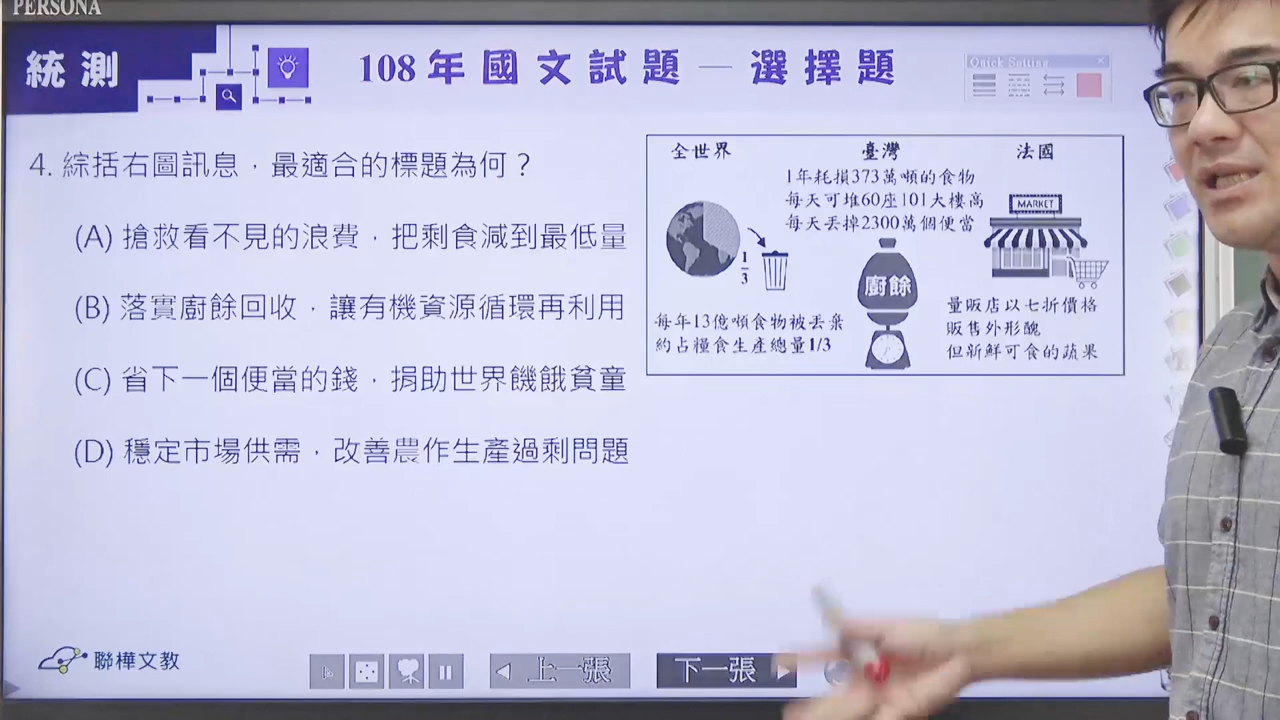 PERSONA
統測
108年國文試題－選擇題
Quick Setting
4. 綜括右圖訊息，最適合的標題為何？
(A) 搶救看不見的浪費，把剩食減到最低量
(B) 落實廚餘回收，讓有機資源循環再利用
(C) 省下一個便當的錢，捐助世界饑餓貧童
(D) 穩定市場供需，改善農作生產過剩問題
全世界
1/3
每年13億噸食物被丟棄
約占糧食生產總量1/3
臺灣
1年耗損373萬噸的食物
每天可堆60座101大樓高
每天丟掉2300萬個便當
廚餘
法國
MARKET
量販店以七折價格
販售外形醜
但新鮮可食的蔬果
聯樺文教
上一張
下一張